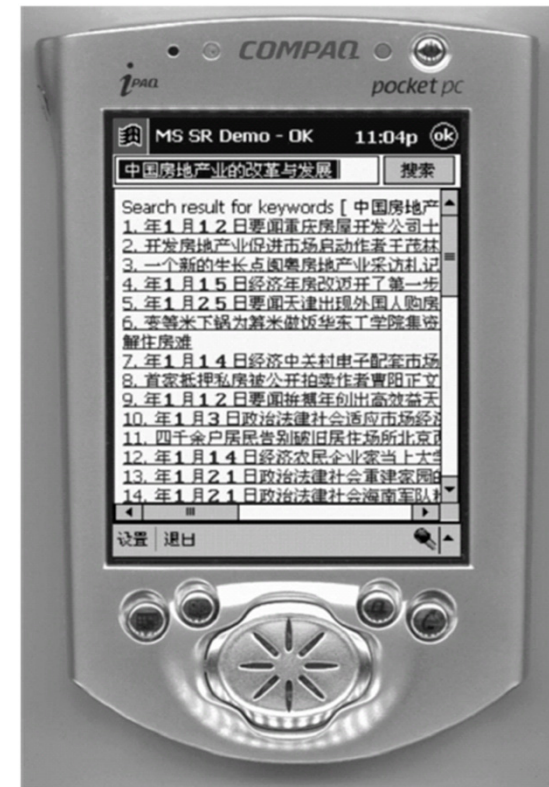 COMPAQ
iPAQ
pocket pc
MS SR Demo - OK 11:04p ok
中国房地产业的改革与发展 搜索
Search result for keywords [ 中国房地产
1. 年1月12日要闻重庆房屋开发公司十
2. 开发房地产业促进市场启动作者王茂林
3. 一个新的生长点闽粤房地产业采访札记
4. 年1月15日经济年房改迈开了第一步
5. 年1月25日要闻天津出现外国人购房
6. 变等米下锅为筹米做饭华东工学院集资
解住房难
7. 年1月14日经济中关村电子配套市场
8. 首家抵押私房被公开拍卖作者曹阳正文
9. 年1月12日要闻蚌埠年创出高效益天
10. 年1月3日政治法律社会适应市场经济
11. 四千余户居民告别破旧居住场所北京西
12. 年1月14日经济农民企业家当上大学
13. 年1月21日政治法律社会重建家园的
14. 年1月21日政治法律社会海南军队
设置 退出